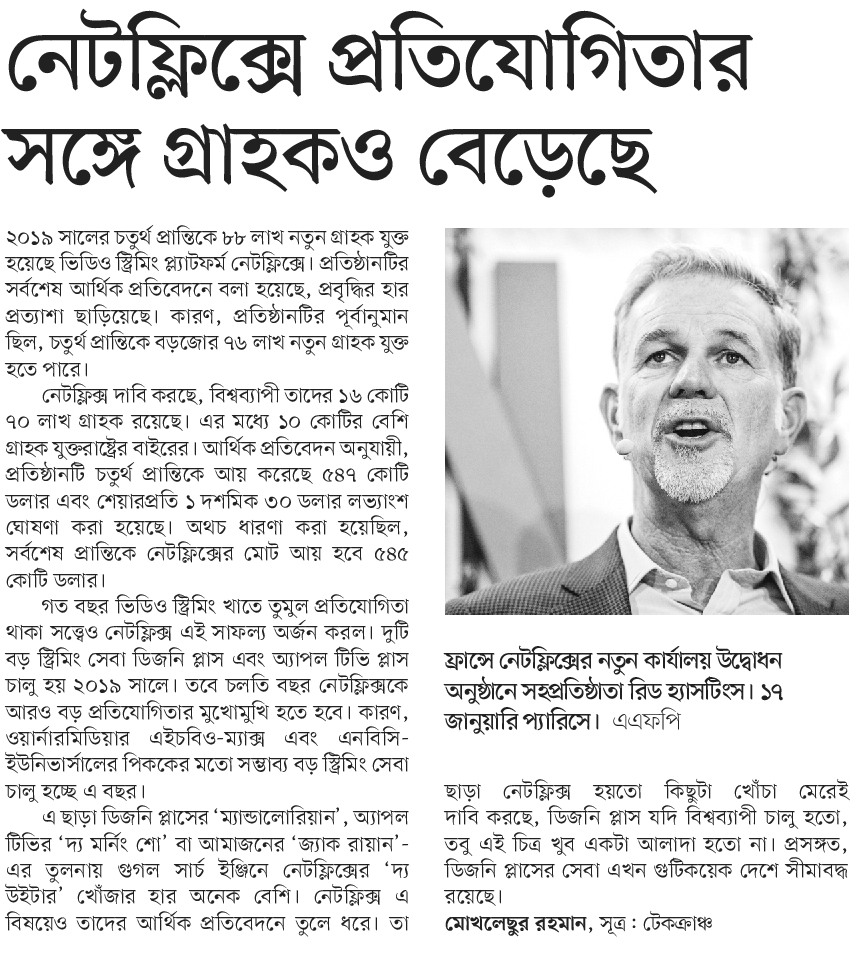 নেটফ্লিক্সে প্রতিযোগিতার
সঙ্গে গ্রাহকও বেড়েছে
২০১৯ সালের চতুর্থ প্রান্তিকে ৮৮ লাখ নতুন গ্রাহক যুক্ত
হয়েছে ভিডিও স্ট্রিমিং প্ল্যাটফর্ম নেটফ্লিক্সে। প্রতিষ্ঠানটির
সর্বশেষ আর্থিক প্রতিবেদনে বলা হয়েছে, প্রবৃদ্ধির হার
প্রত্যাশা ছাড়িয়েছে। কারণ, প্রতিষ্ঠানটির পূর্বানুমান
ছিল, চতুর্থ প্রান্তিকে বড়জোর ৭৬ লাখ নতুন গ্রাহক যুক্ত
হতে পারে।
নেটফ্লিক্স দাবি করছে, বিশ্বব্যাপী তাদের ১৬ কোটি
৭০ লাখ গ্রাহক রয়েছে। এর মধ্যে ১০ কোটির বেশি
গ্রাহক যুক্তরাষ্ট্রের বাইরের। আর্থিক প্রতিবেদন অনুযায়ী,
প্রতিষ্ঠানটি চতুর্থ প্রান্তিকে আয় করেছে ৫৪৭ কোটি
ডলার এবং শেয়ারপ্রতি ১ দশমিক ৩০ ডলার লভ্যাংশ
ঘোষণা করা হয়েছে। অথচ ধারণা করা হয়েছিল,
সর্বশেষ প্রান্তিকে নেটফ্লিক্সের মোট আয় হবে ৫৪৫
কোটি ডলার।
গত বছর ভিডিও স্ট্রিমিং খাতে তুমুল প্রতিযোগিতা
থাকা সত্ত্বেও নেটফ্লিক্স এই সাফল্য অর্জন করল। দুটি
বড় স্ট্রিমিং সেবা ডিজনি প্লাস এবং অ্যাপল টিভি প্লাস
চালু হয় ২০১৯ সালে। তবে চলতি বছর নেটফ্লিক্সকে
আরও বড় প্রতিযোগিতার মুখোমুখি হতে হবে। কারণ,
ওয়ার্নারমিডিয়ার এইচবিও-ম্যাক্স এবং এনবিসি-
ইউনিভার্সালের পিককের মতো সম্ভাব্য বড় স্ট্রিমিং সেবা
চালু হচ্ছে এ বছর।
এ ছাড়া ডিজনি প্লাসের ‘ম্যান্ডালোরিয়ান’, অ্যাপল
টিভির ‘দ্য মর্নিং শো’ বা আমাজনের ‘জ্যাক রায়ান’-
এর তুলনায় গুগল সার্চ ইঞ্জিনে নেটফ্লিক্সের ‘দ্য
উইটার’ খোঁজার হার অনেক বেশি। নেটফ্লিক্স এ
বিষয়েও তাদের আর্থিক প্রতিবেদনে তুলে ধরে। তা
ফ্রান্সে নেটফ্লিক্সের নতুন কার্যালয় উদ্বোধন
অনুষ্ঠানে সহপ্রতিষ্ঠাতা রিড হ্যাসটিংস। ১৭
জানুয়ারি প্যারিসে। এএফপি
ছাড়া নেটফ্লিক্স হয়তো কিছুটা খোঁচা মেরেই
দাবি করছে, ডিজনি প্লাস যদি বিশ্বব্যাপী চালু হতো,
তবু এই চিত্র খুব একটা আলাদা হতো না। প্রসঙ্গত,
ডিজনি প্লাসের সেবা এখন গুটিকয়েক দেশে সীমাবদ্ধ
রয়েছে।
মোখলেছুর রহমান, সূত্র : টেকক্রাঞ্চ